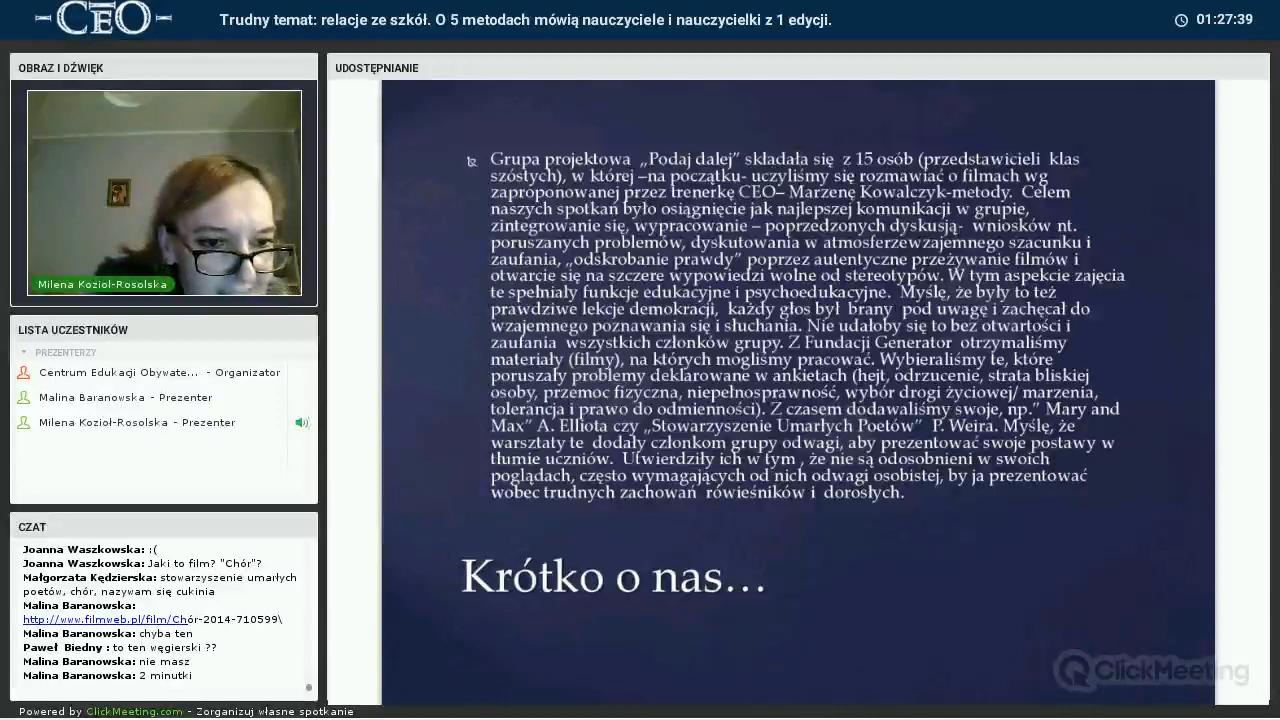 CEO
Trudny temat: relacje ze szkół. O 5 metodach mówią nauczyciele i nauczycielki z 1 edycji.
01:27:39
OBRAZ I DŹWIĘK
Milena Kozioł-Rosolska
LISTA UCZESTNIKÓW
PREZENTERZY
Centrum Edukacji Obywate... - Organizator
Malina Baranowska - Prezenter
Milena Kozioł-Rosolska - Prezenter
CZAT
Joanna Waszkowska: :(
Joanna Waszkowska: Jaki to film? "Chór"?
Małgorzata Kędzierska: stowarzyszenie umarłych
poetów, chór, nazywam się cukinia
Malina Baranowska:
http://www.filmweb.pl/film/Chór-2014-710599\
Malina Baranowska: chyba ten
Paweł Biedny : to ten węgierski ??
Malina Baranowska: nie masz
Malina Baranowska: 2 minutki
UDOSTĘPNIANIE
Grupa projektowa „Podaj dalej” składała się z 15 osób (przedstawicieli klas
szóstych), w której –na początku- uczyliśmy się rozmawiać o filmach wg
zaproponowanej przez trenerkę CEO– Marzenę Kowalczyk-metody. Celem
naszych spotkań było osiągnięcie jak najlepszej komunikacji w grupie,
zintegrowanie się, wypracowanie – poprzedzonych dyskusją- wniosków nt.
poruszanych problemów, dyskutowania w atmosferzewzajemnego szacunku i
zaufania, „odskrobanie prawdy” poprzez autentyczne przeżywanie filmów i
otwarcie się na szczere wypowiedzi wolne od stereotypów. W tym aspekcie zajęcia
te spełniały funkcje edukacyjne i psychoedukacyjne. Myślę, że były to też
prawdziwe lekcje demokracji, każdy głos był brany pod uwagę i zachęcał do
wzajemnego poznawania się i słuchania. Nie udałoby się to bez otwartości i
zaufania wszystkich członków grupy. Z Fundacji Generator otrzymaliśmy
materiały (filmy), na których mogliśmy pracować. Wybieraliśmy te, które
poruszały problemy deklarowane w ankietach (hejt, odrzucenie, strata bliskiej
osoby, przemoc fizyczna, niepełnosprawność, wybór drogi życiowej/ marzenia,
tolerancja i prawo do odmienności). Z czasem dodawaliśmy swoje, np.” Mary and
Max” A. Elliota czy „Stowarzyszenie Umarłych Poetów” P. Weira. Myślę, że
warsztaty te dodały członkom grupy odwagi, aby prezentować swoje postawy w
tłumie uczniów. Utwierdziły ich w tym , że nie są odosobnieni w swoich
poglądach, często wymagających od nich odwagi osobistej, by ja prezentować
wobec trudnych zachowań rówieśników i dorosłych.
Krótko o nas…
ClickMeeting
Powered by ClickMeeting.com - Zorganizuj własne spotkanie